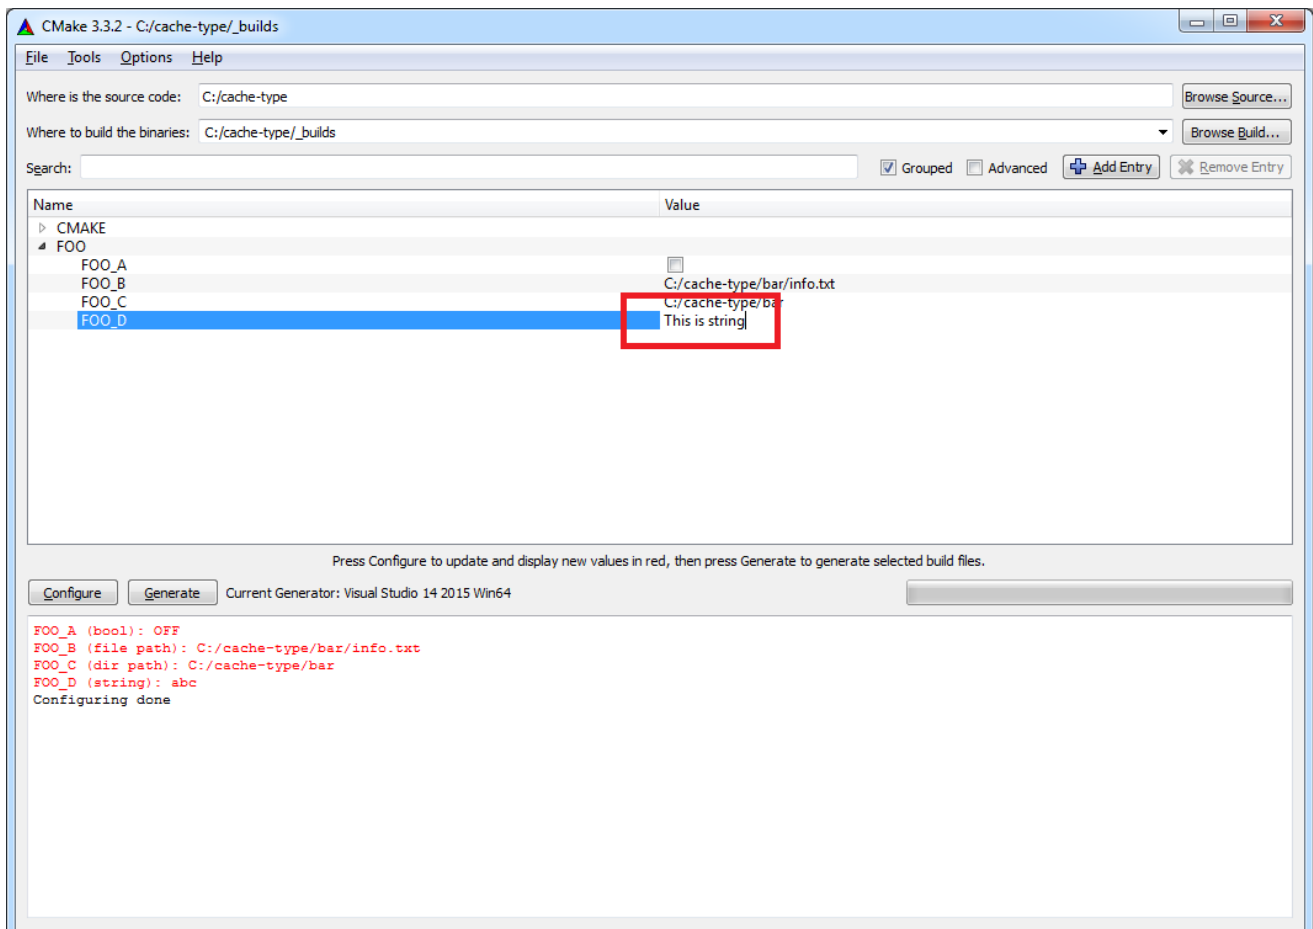 CMake 3.3.2 - C:/cache-type/_builds
File Tools Options Help
Where is the source code: C:/cache-type Browse Source...
Where to build the binaries: C:/cache-type/_builds Browse Build...
Search: Grouped Advanced Add Entry Remove Entry
Name Value
CMAKE
FOO
FOO_A
FOO_B C:/cache-type/bar/info.txt
FOO_C C:/cache-type/bar
FOO_D This is string
Press Configure to update and display new values in red, then press Generate to generate selected build files.
Configure Generate Current Generator: Visual Studio 14 2015 Win64
FOO_A (bool): OFF
FOO_B (file path): C:/cache-type/bar/info.txt
FOO_C (dir path): C:/cache-type/bar
FOO_D (string): abc
Configuring done